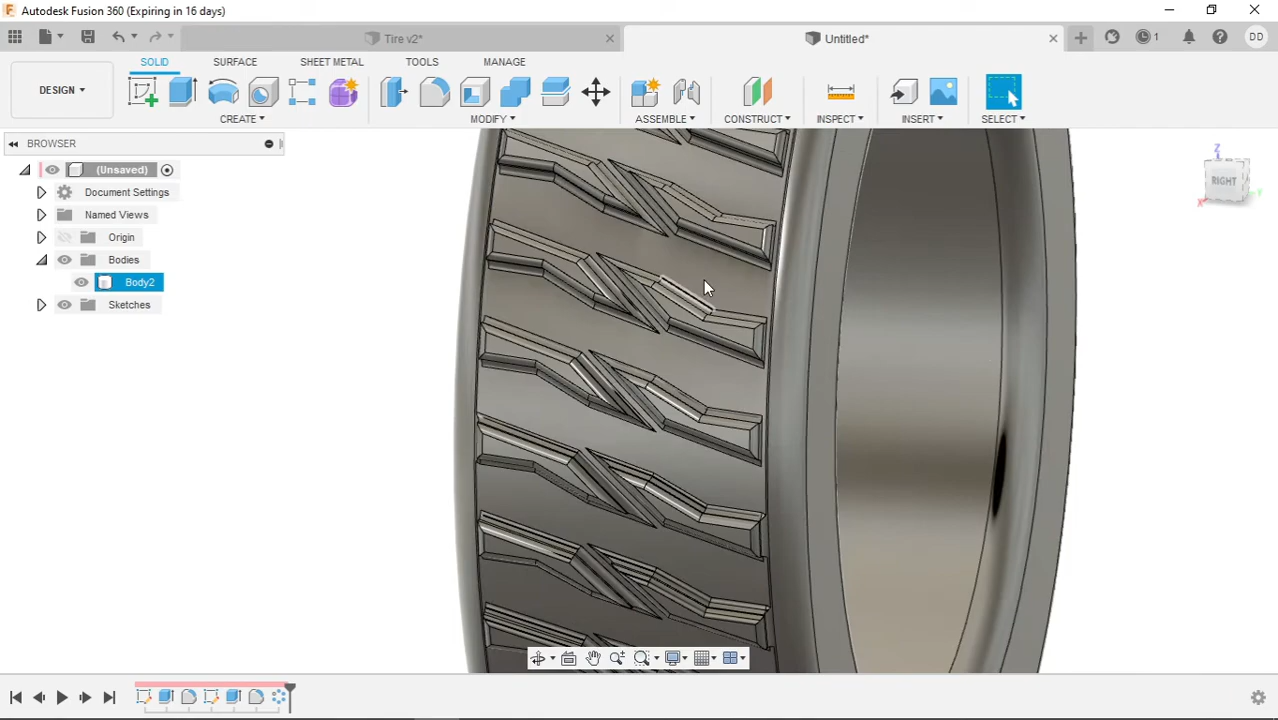 Autodesk Fusion 360 (Expiring in 16 days)
Tire v2*
Untitled*
1
DD
DESIGN
SOLID
SURFACE
SHEET METAL
TOOLS
MANAGE
CREATE
MODIFY
ASSEMBLE
CONSTRUCT
INSPECT
INSERT
SELECT
BROWSER
(Unsaved)
Document Settings
Named Views
Origin
Bodies
Body2
Sketches
Z
RIGHT
X
Y